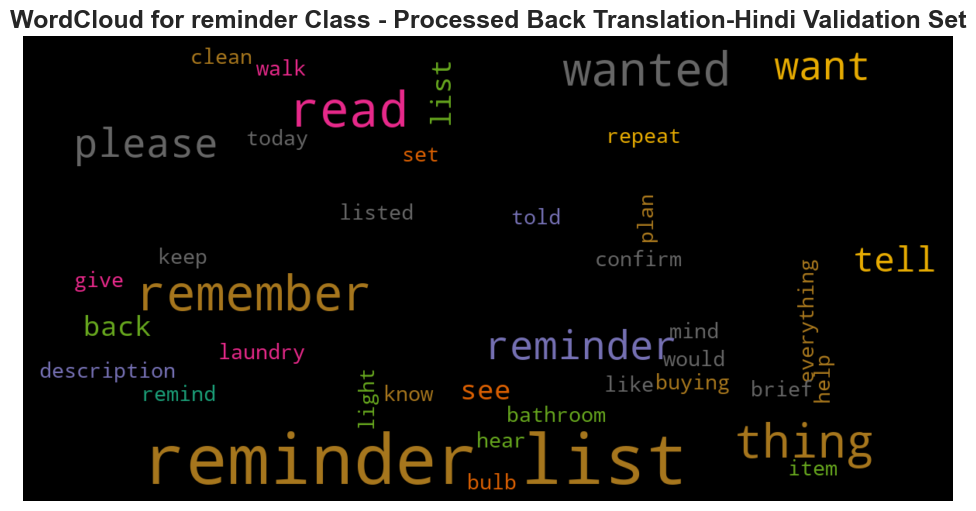 WordCloud for reminder Class - Processed Back Translation-Hindi Validation Set
clean
walk
list
wanted
want
read
please
today
set
repeat
listed
told
plan
keep
confirm
tell
give
remember
everything
back
reminder
mind
laundry
would
description
remind
light
know
see
like
buying
brief
help
bathroom
hear
thing
reminder list
item
bulb